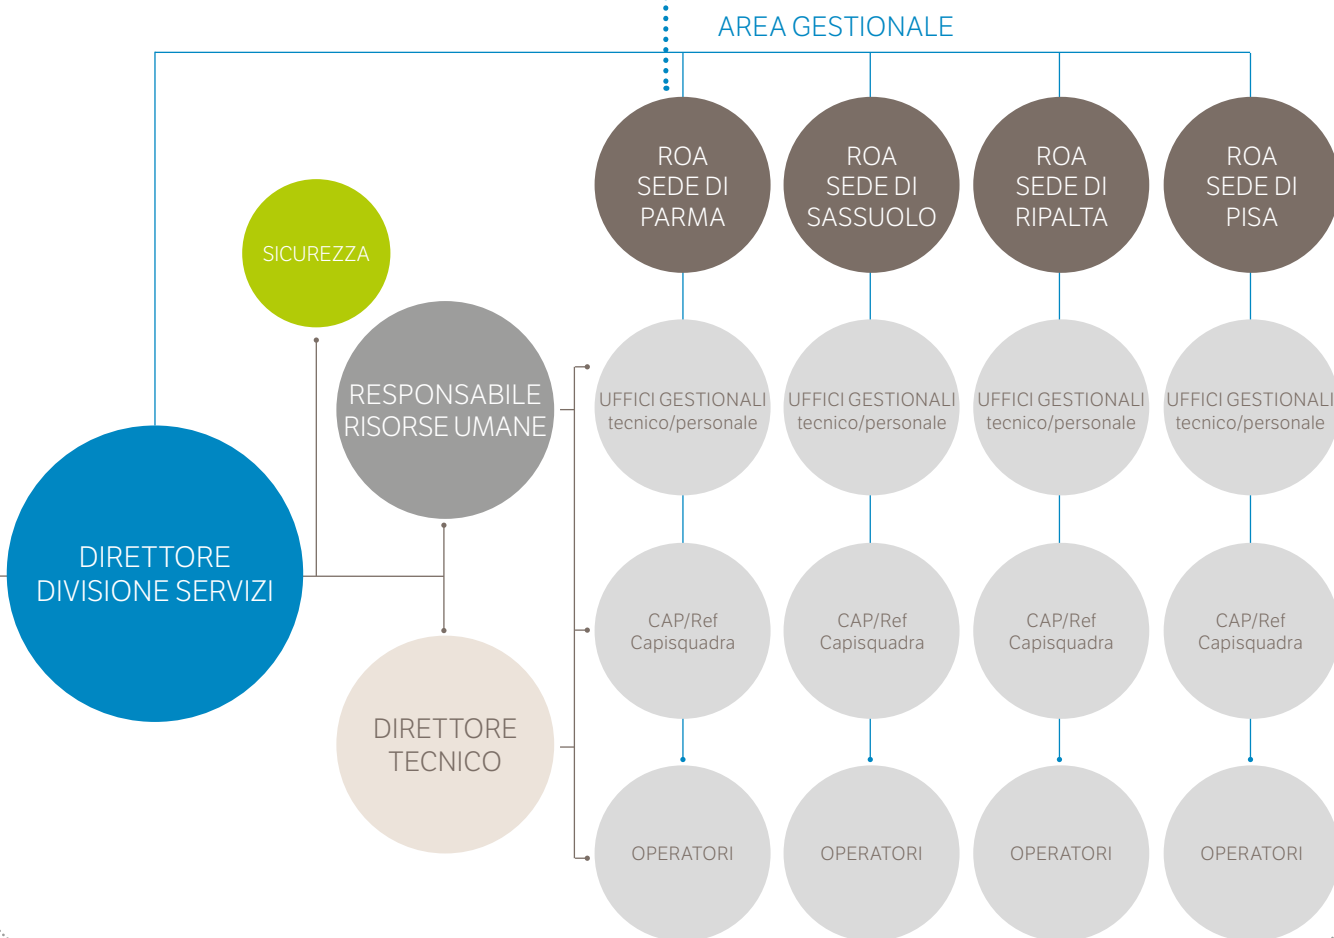 AREA GESTIONALE
ROA
SEDE DI
PARMA
ROA
SEDE DI
SASSUOLO
ROA
SEDE DI
RIPALTA
ROA
SEDE DI
PISA
SICUREZZA
RESPONSABILE
RISORSE UMANE
UFFICI GESTIONALI
tecnico/personale
UFFICI GESTIONALI
tecnico/personale
UFFICI GESTIONALI
tecnico/personale
UFFICI GESTIONALI
tecnico/personale
DIRETTORE
DIVISIONE SERVIZI
CAP/Ref
Capisquadra
CAP/Ref
Capisquadra
CAP/Ref
Capisquadra
CAP/Ref
Capisquadra
DIRETTORE
TECNICO
OPERATORI
OPERATORI
OPERATORI
OPERATORI